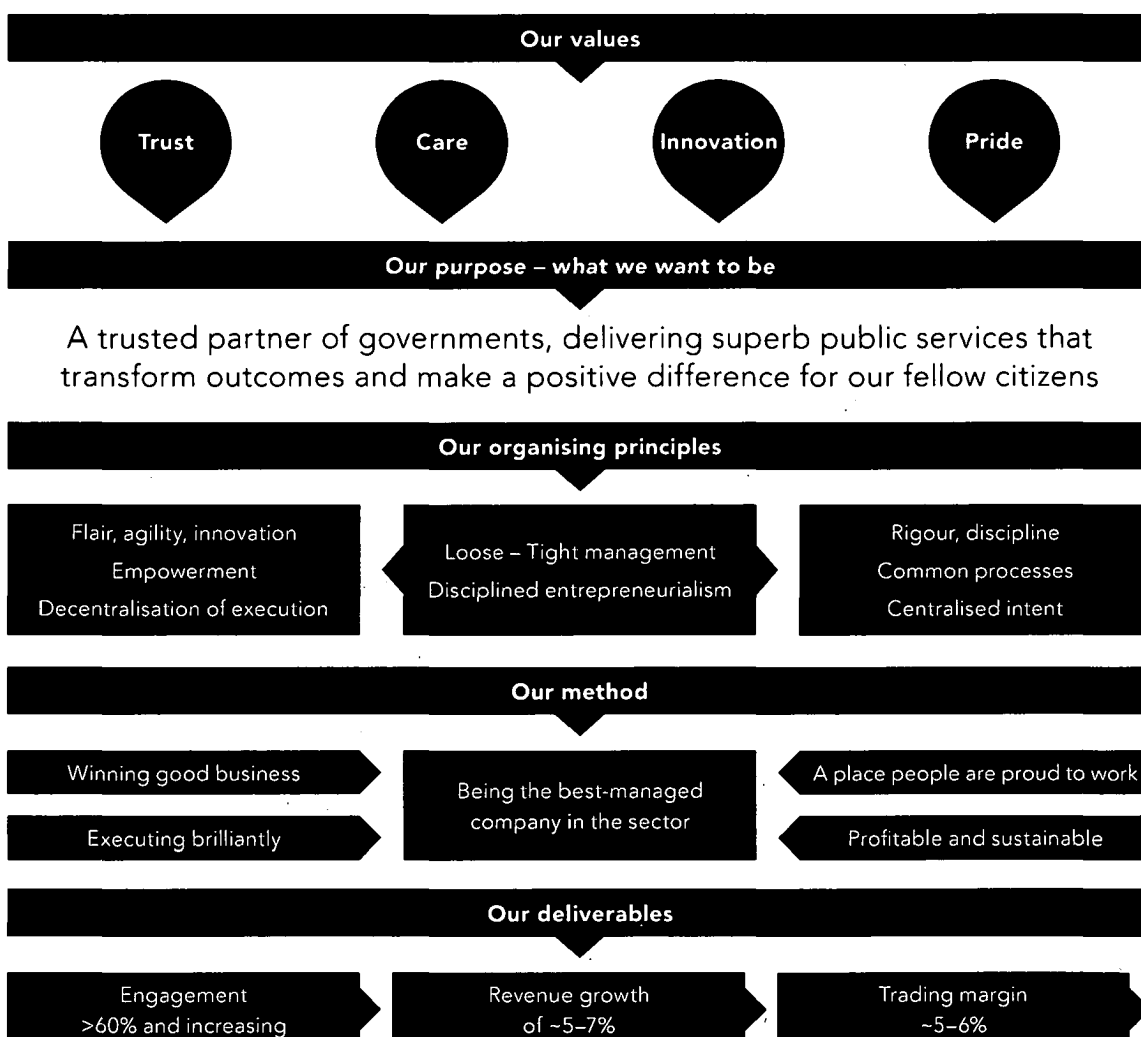 Our values
Trust
Care
Innovation
Pride
Our purpose – what we want to be
A trusted partner of governments, delivering superb public services that
transform outcomes and make a positive difference for our fellow citizens
Our organising principles
Flair, agility, innovation
Empowerment
Decentralisation of execution
Loose – Tight management
Disciplined entrepreneurialism
Rigour, discipline
Common processes
Centralised intent
Our method
Winning good business
Executing brilliantly
Being the best-managed
company in the sector
A place people are proud to work
Profitable and sustainable
Our deliverables
Engagement
>60% and increasing
Revenue growth
of ~5–7%
Trading margin
~5–6%